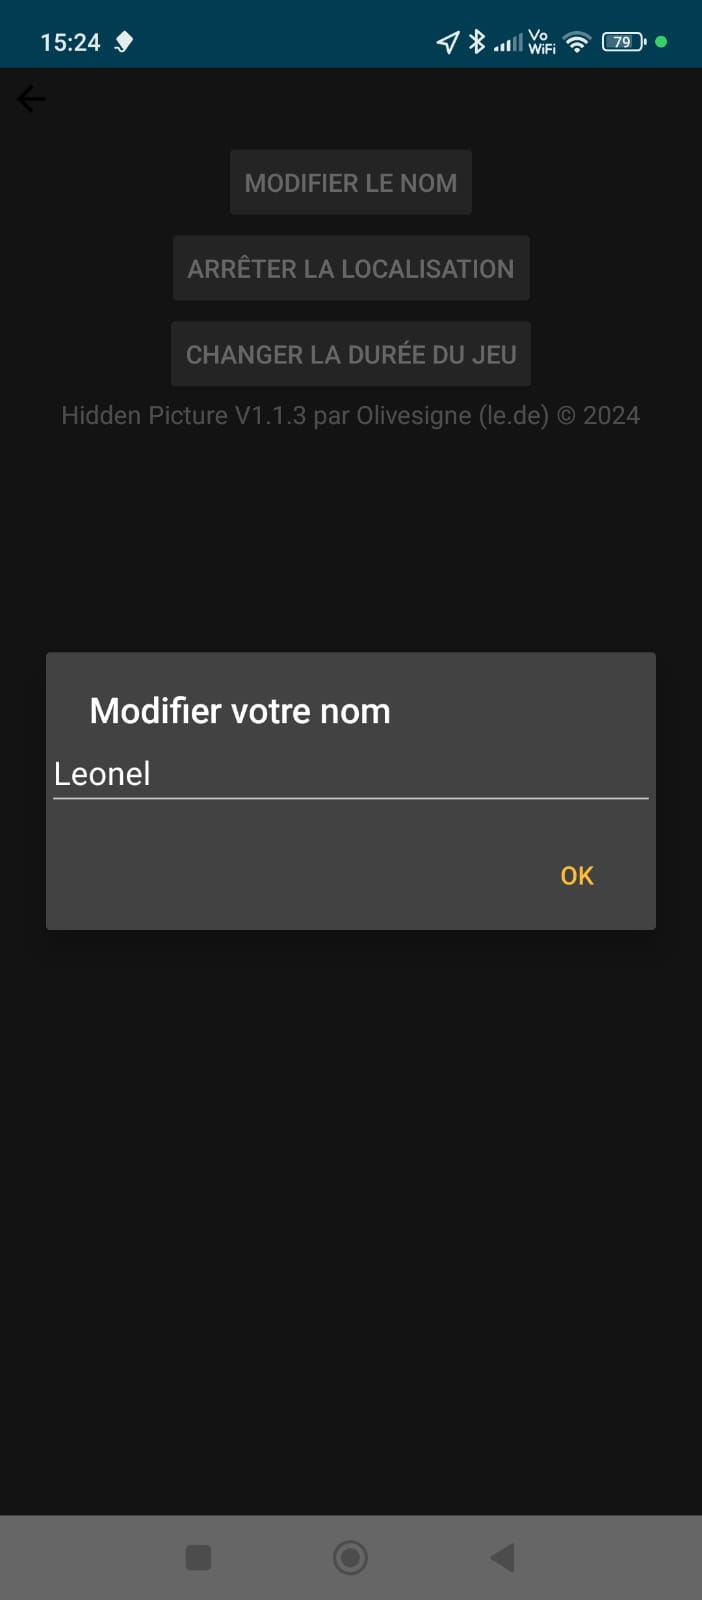 15:24
Vo
WiFi
79
MODIFIER LE NOM
ARRÊTER LA LOCALISATION
CHANGER LA DURÉE DU JEU
Hidden Picture V1.1.3 par Olivesigne (le.de) © 2024
Modifier votre nom
Leonel
OK